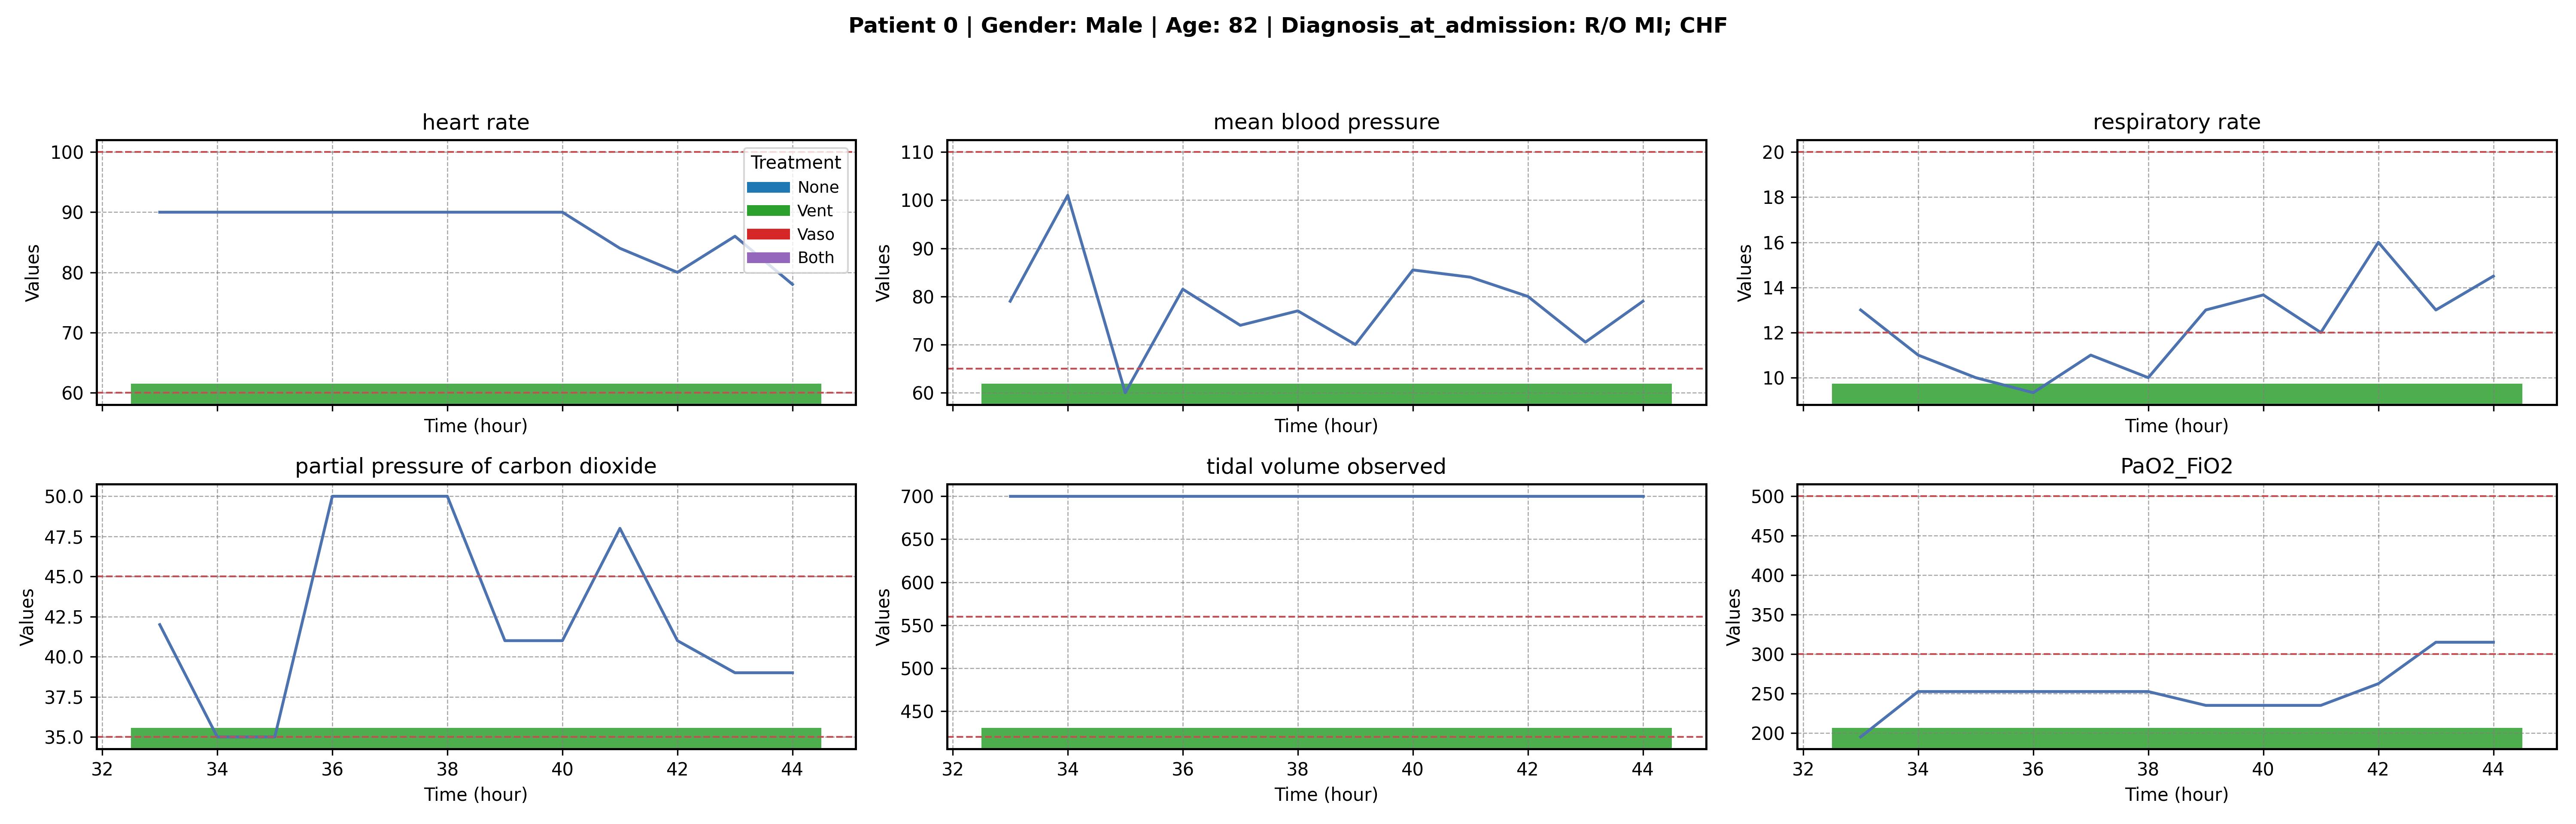 Patient 0 | Gender: Male | Age: 82 | Diagnosis_at_admission: R/O MI; CHF
heart rate
Values
100
90
80
70
60
Treatment
None
Vent
Vaso
Both
Time (hour)
mean blood pressure
Values
110
100
90
80
70
60
Time (hour)
respiratory rate
Values
20
18
16
14
12
10
Time (hour)
partial pressure of carbon dioxide
Values
50.0
47.5
45.0
42.5
40.0
37.5
35.0
32 34 36 38 40 42 44
Time (hour)
tidal volume observed
Values
700
650
600
550
500
450
32 34 36 38 40 42 44
Time (hour)
PaO2_FiO2
Values
500
450
400
350
300
250
200
32 34 36 38 40 42 44
Time (hour)